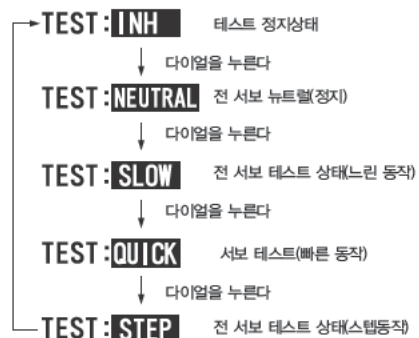 TEST:INH 테스트 정지상태
다이얼을 누른다
TEST:NEUTRAL 전 서보 뉴트럴(정지)
다이얼을 누른다
TEST:SLOW 전 서보 테스트 상태(느린 동작)
다이얼을 누른다
TEST:QUICK 서보 테스트(빠른 동작)
다이얼을 누른다
TEST:STEP 전 서보 테스트 상태(스텝동작)